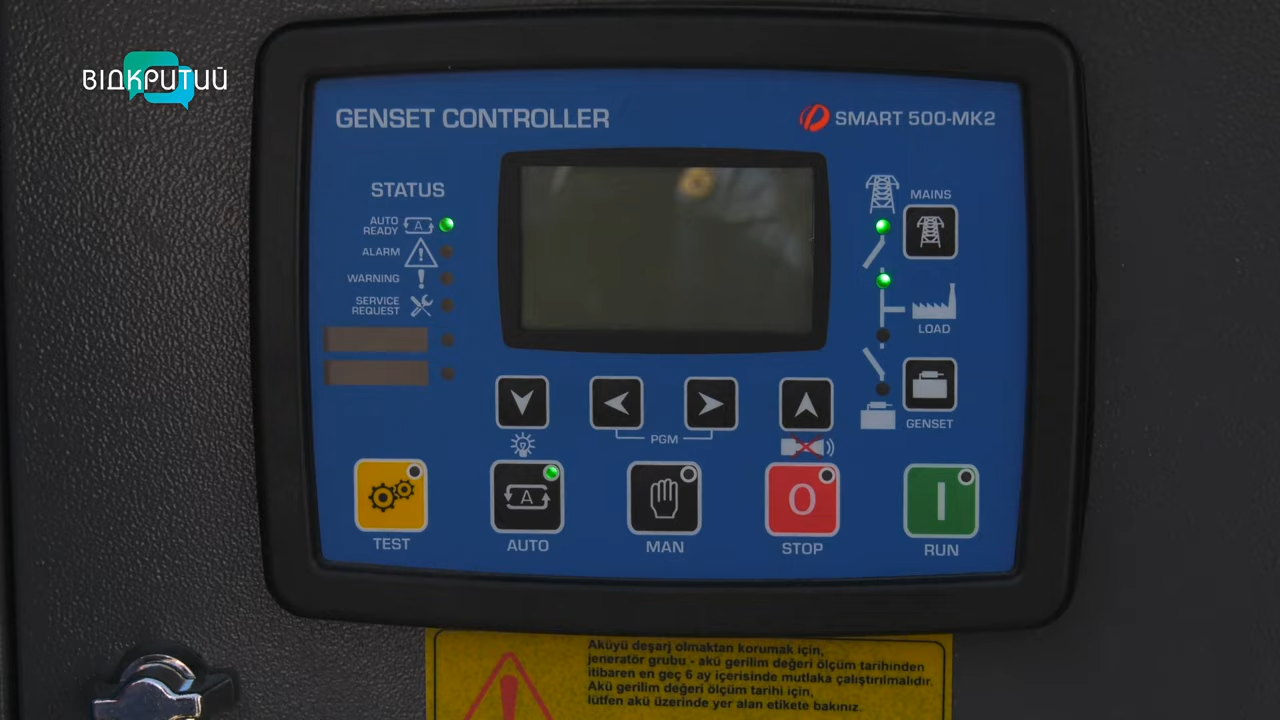 ВІДКРИТИЙ
GENSET CONTROLLER
SMART 500-MK2
STATUS
AUTO
READY
A
ALARM
WARNING
SERVICE
REQUEST
MAINS
LOAD
GENSET
PGM
A
O
I
TEST
AUTO
MAN
STOP
RUN
Aküyü deşarj olmaktan korumak için,
jeneratör grubu - akü gerilim değeri ölçüm tarihinden
itibaren en geç 6 ay içerisinde mutlaka çalıştırılmalıdır.
Akü gerilim değeri ölçüm tarihi için,
lütfen akü üzerinde yer alan etikete bakınız.